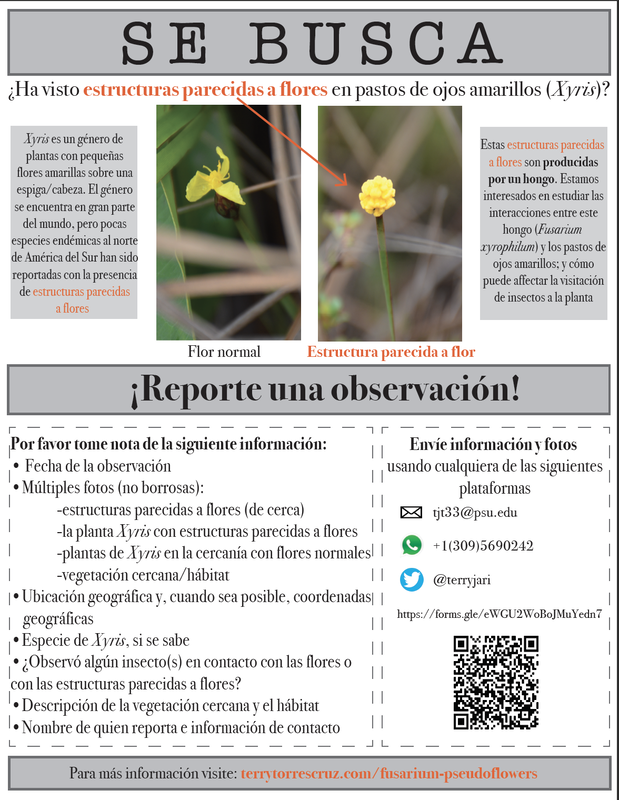 SE BUSCA
¿Ha visto estructuras parecidas a flores en pastos de ojos amarillos (Xyris)?
Xyris es un género de
plantas con pequeñas
flores amarillas sobre una
espiga/cabeza. El género
se encuentra en gran parte
del mundo, pero pocas
especies endémicas al norte
de América del Sur han sido
reportadas con la presencia
de estructuras parecidas
a flores
Estas estructuras parecidas
a flores son producidas
por un hongo. Estamos
interesados en estudiar las
interacciones entre este
hongo (Fusarium
xyrophilum) y los pastos de
ojos amarillos; y cómo
puede affectar la visitación
de insectos a la planta
Flor normal
Estructura parecida a flor
¡Reporte una observación!
Por favor tome nota de la siguiente información:
• Fecha de la observación
• Múltiples fotos (no borrosas):
-estructuras parecidas a flores (de cerca)
-la planta Xyris con estructuras parecidas a flores
-plantas de Xyris en la cercanía con flores normales
-vegetación cercana/hábitat
• Ubicación geográfica y, cuando sea posible, coordenadas
geográficas
• Especie de Xyris, si se sabe
• ¿Observó algún insecto(s) en contacto con las flores o
con las estructuras parecidas a flores?
• Descripción de la vegetación cercana y el hábitat
• Nombre de quien reporta e información de contacto
Envíe información y fotos
usando cualquiera de las siguientes
plataformas
tjt33@psu.edu
+1(309)5690242
@terryjari
https://forms.gle/eWGU2WoBoJMuYedn7
Para más información visite: terrytorrescruz.com/fusarium-pseudoflowers